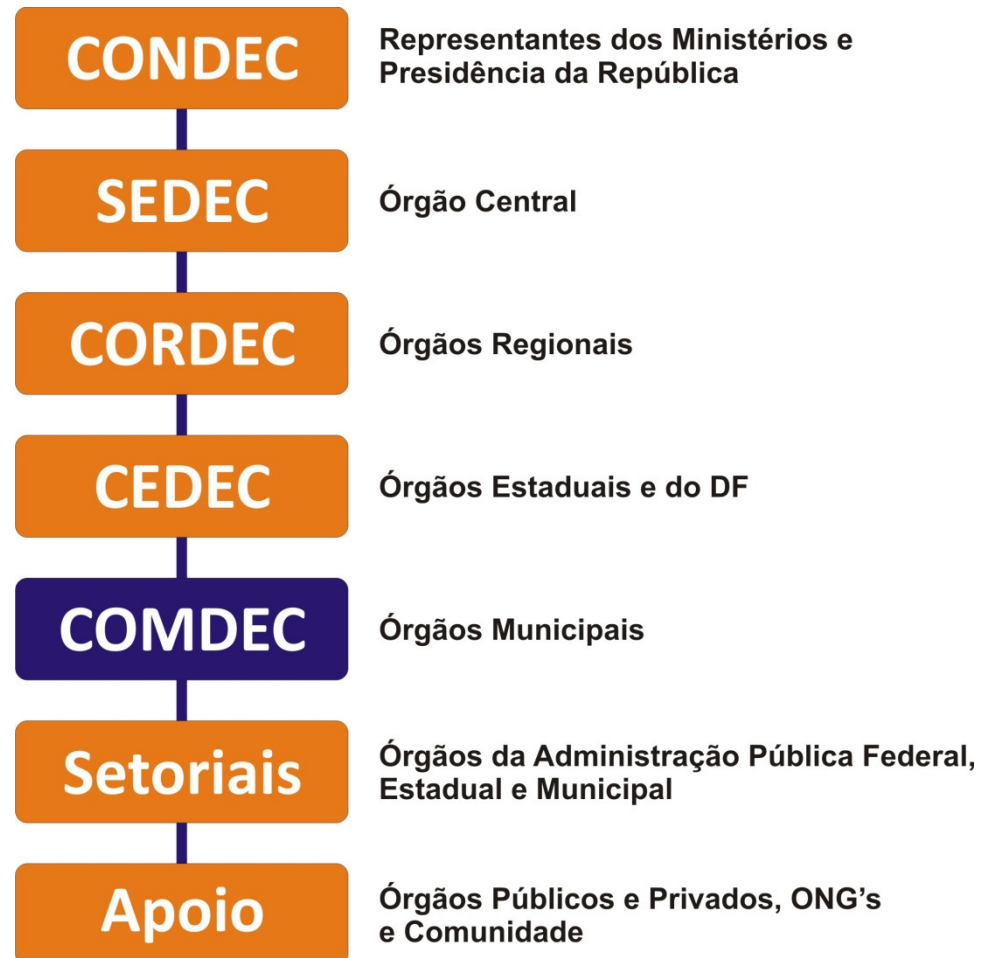 CONDEC
Representantes dos Ministérios e
Presidência da República
SEDEC
Órgão Central
CORDEC
Órgãos Regionais
CEDEC
Órgãos Estaduais e do DF
COMDEC
Órgãos Municipais
Setoriais
Órgãos da Administração Pública Federal,
Estadual e Municipal
Apoio
Órgãos Públicos e Privados, ONG’s
e Comunidade